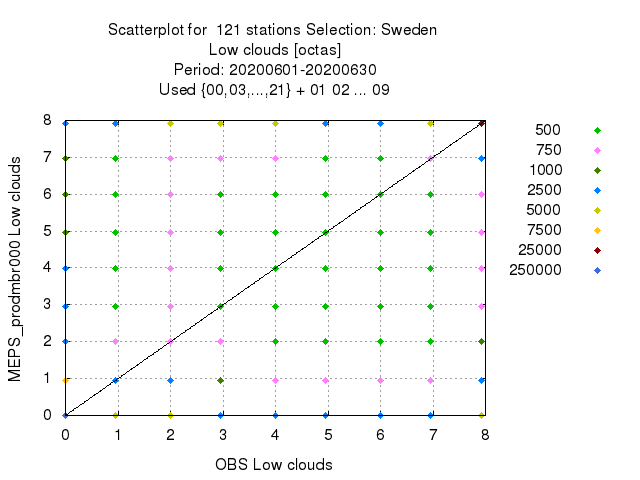 Scatterplot for 121 stations Selection: Sweden
Low clouds [octas]
Period: 20200601-20200630
Used {00,03,...,21} + 01 02 ... 09
MEPS_prodmbr000 Low clouds
8
7
6
5
4
3
2
1
0
0 1 2 3 4 5 6 7 8
OBS Low clouds
500
750
1000
2500
5000
7500
25000
250000